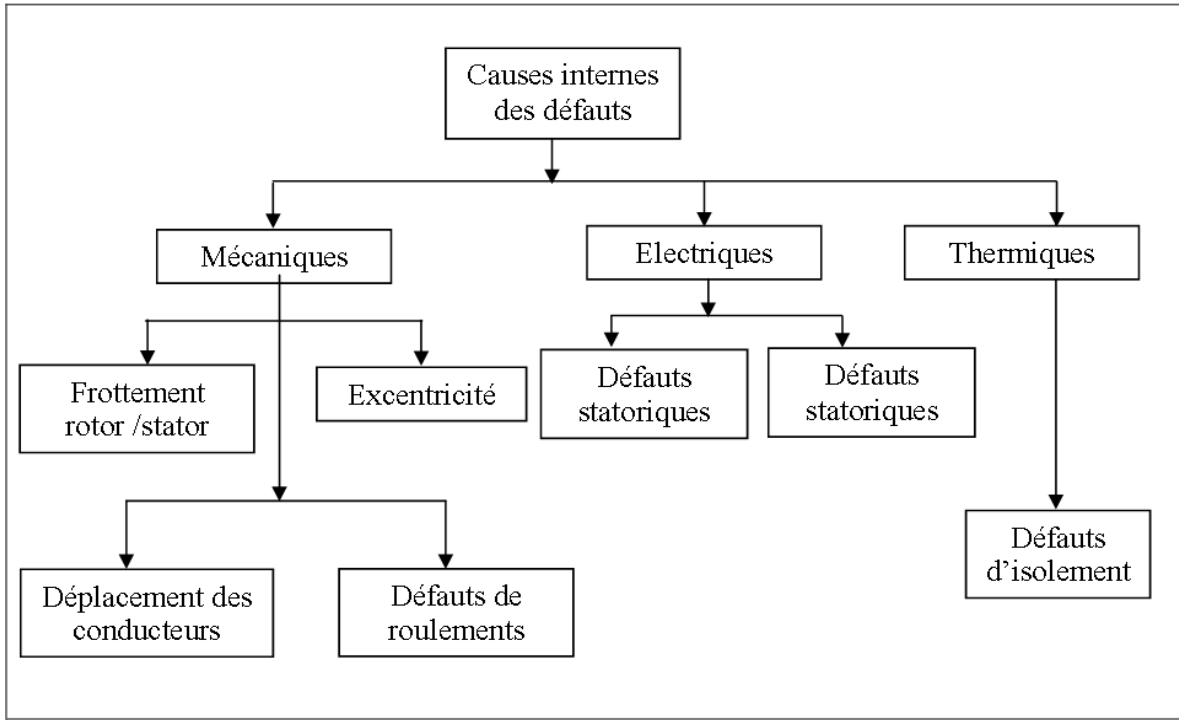 Causes internes
des défauts
Mécaniques
Electriques
Thermiques
Frottement
rotor /stator
Excentricité
Défauts
statoriques
Défauts
statoriques
Déplacement des
conducteurs
Défauts de
roulements
Défauts
d’isolement